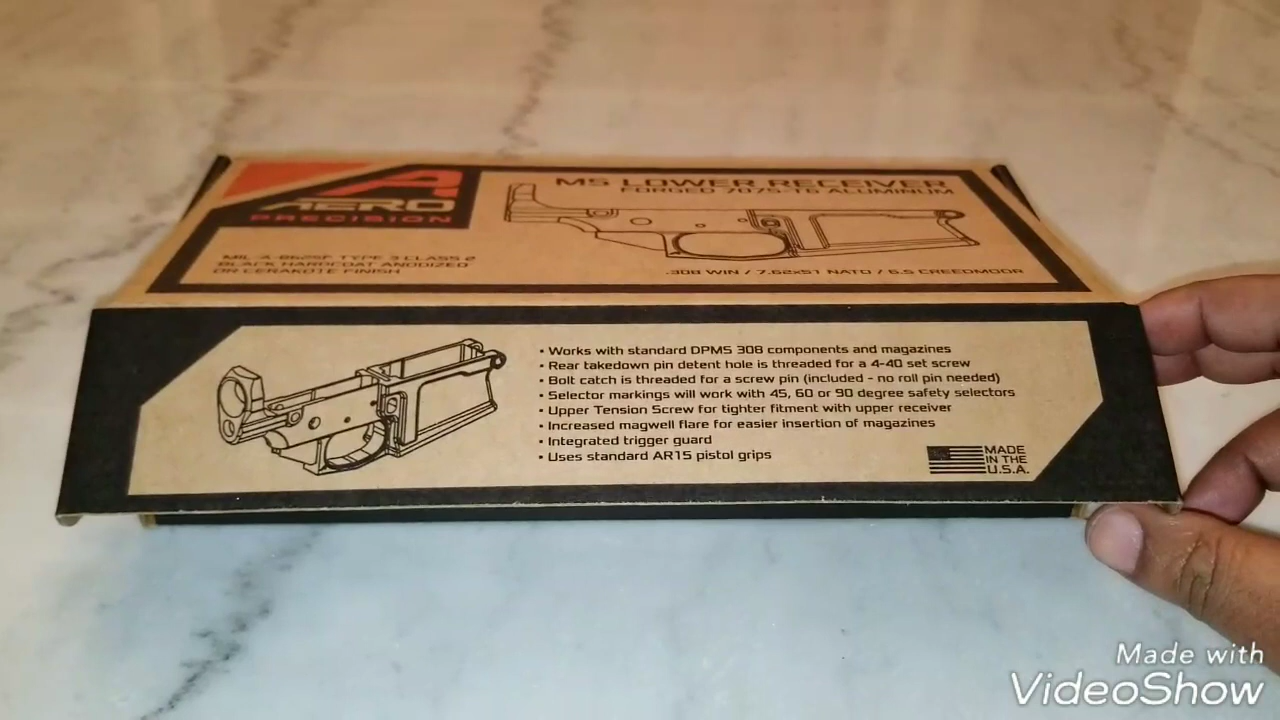 AERO
PRECISION
M5 LOWER RECEIVER
FORGED 7075-T6 ALUMINUM
MIL-A-8625F TYPE 3 CLASS 2
BLACK HARDCOAT ANODIZED
OR CERAKOTE FINISH
.308 WIN / 7.62x51 NATO / 6.5 CREEDMOOR
• Works with standard DPMS 308 components and magazines
• Rear takedown pin detent hole is threaded for a 4-40 set screw
• Bolt catch is threaded for a screw pin (included - no roll pin needed)
• Selector markings will work with 45, 60 or 90 degree safety selectors
• Upper Tension Screw for tighter fitment with upper receiver
• Increased magwell flare for easier insertion of magazines
• Integrated trigger guard
• Uses standard AR15 pistol grips
MADE
IN THE
U.S.A.
Made with
VideoShow